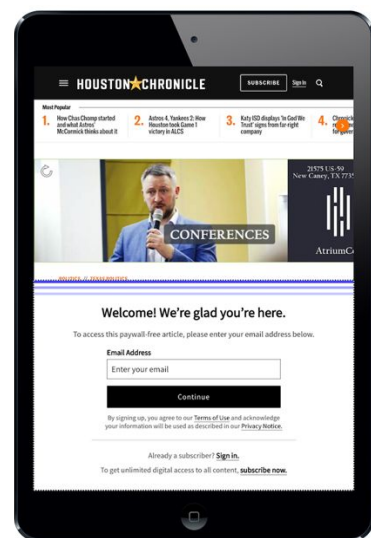 HOUSTON CHRONICLE
SUBSCRIBE
Sign In
Most Popular
1. How Chas Chomp started
and what Astros'
McCormick thinks about it
2. Astros 4, Yankees 2: How
Houston took Game 1
victory in ALCS
3. Katy ISD displays 'In God We
Trust' signs from far-right
company
4.
CONFERENCES
21575 US-59
New Caney, TX
POLITICS // TEXAS POLITICS
Welcome! We're glad you're here.
To access this paywall-free article, please enter your email address below.
Email Address
Enter your email
Continue
By signing up, you agree to our Terms of Use and acknowledge
your information will be used as described in our Privacy Notice.
Already a subscriber? Sign in.
To get unlimited digital access to all content, subscribe now.